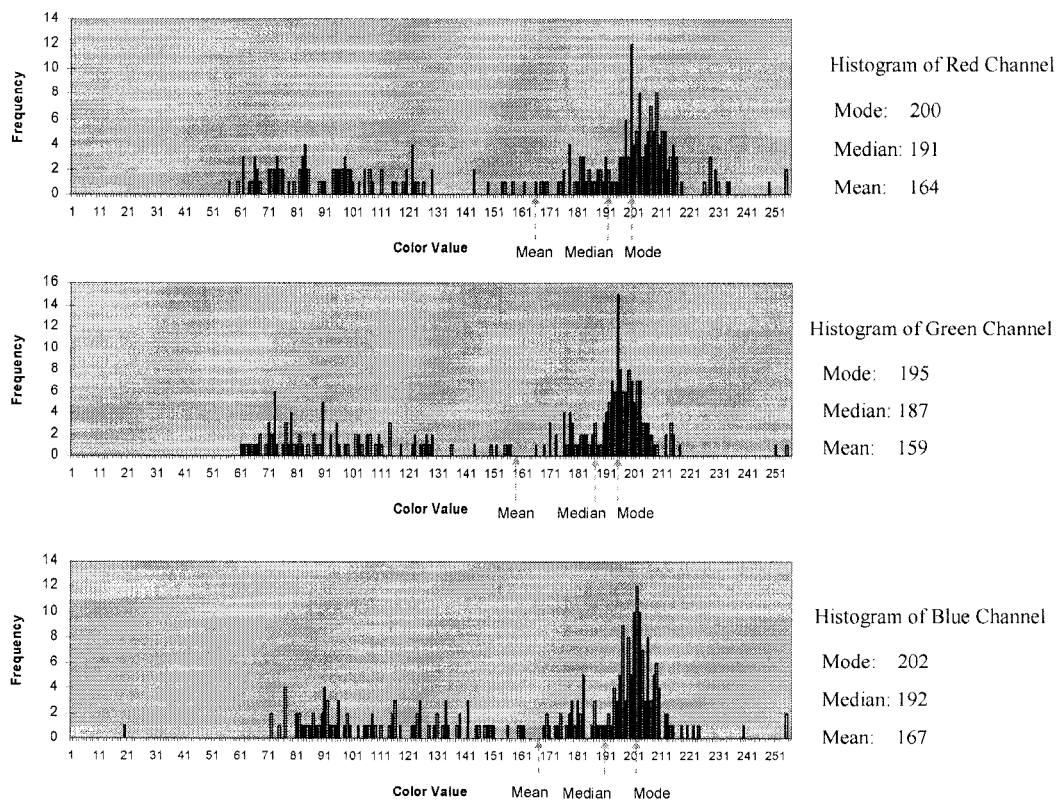 14
12
10
8
6
4
2
0
Frequency
1 11 21 31 41 51 61 71 81 91 101 111 121 131 141 151 161 171 181 191 201 211 221 231 241 251
Color Value
Mean Median Mode
Histogram of Red Channel
Mode: 200
Median: 191
Mean: 164
16
14
12
10
8
6
4
2
0
Frequency
1 11 21 31 41 51 61 71 81 91 101 111 121 131 141 151 161 171 181 191 201 211 221 231 241 251
Color Value
Mean Median Mode
Histogram of Green Channel
Mode: 195
Median: 187
Mean: 159
14
12
10
8
6
4
2
0
Frequency
1 11 21 31 41 51 61 71 81 91 101 111 121 131 141 151 161 171 181 191 201 211 221 231 241 251
Color Value
Mean Median Mode
Histogram of Blue Channel
Mode: 202
Median: 192
Mean: 167